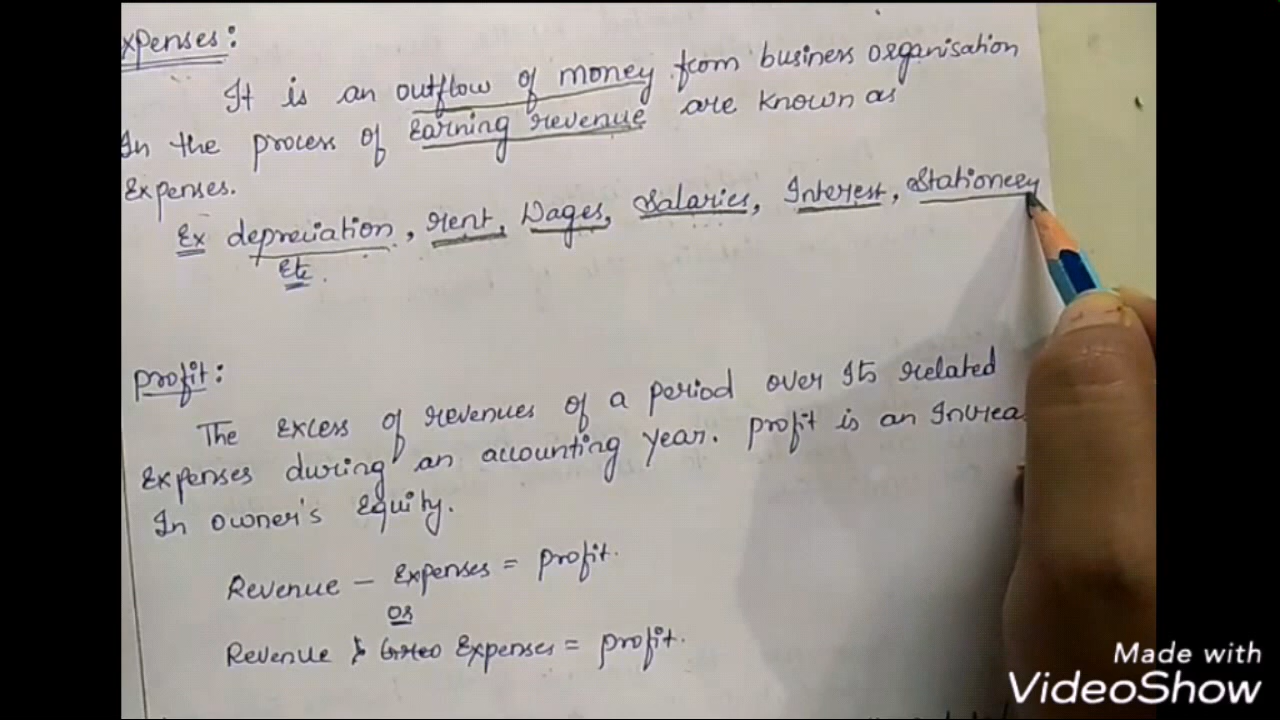 xpenses:
It is an outflow of money from business organisation
In the process of earning revenue are known as
Expenses.
Ex depreciation, rent, Wages, Salaries, Interest, Stationery
Etc.
Profit:
The Excess of revenues of a period over Its related
Expenses during an accounting year. profit is an Increa
In owner's Equity.
Revenue - Expenses = profit.
or
Revenue > Expenses = profit.
Made with
VideoShow